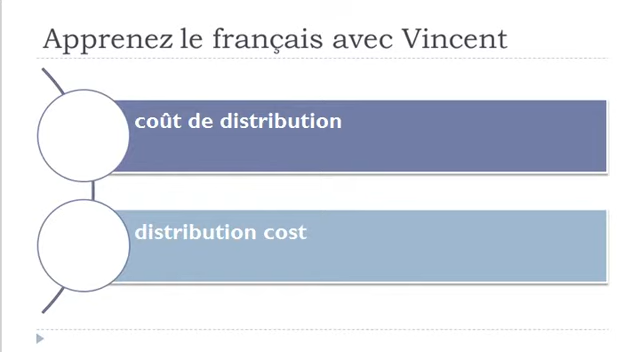 Apprenez le français avec Vincent
coût de distribution
distribution cost